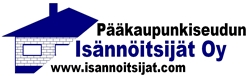 Pääkaupunkiseudun
Isännöitsijät Oy
www.isannoitsijat.com